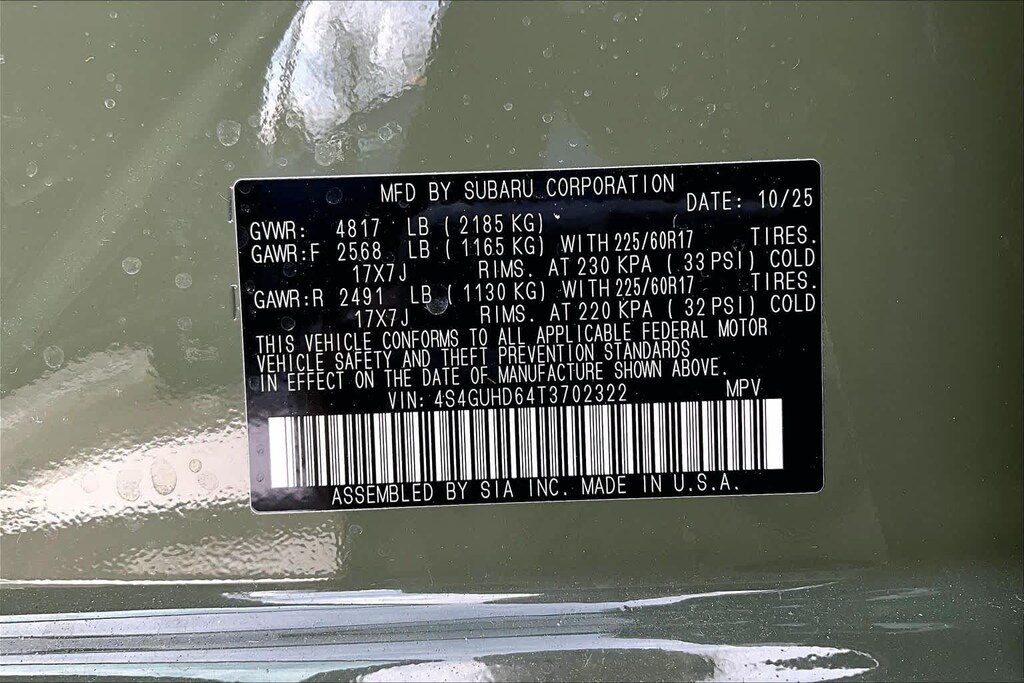 MFD BY SUBARU CORPORATION DATE: 10/25
GVWR: 4817 LB ( 2185 KG)
GAWR:F 2568 LB ( 1165 KG) WITH 225/60R17 TIRES.
17X7J RIMS. AT 230 KPA ( 33 PSI) COLD
GAWR:R 2491 LB ( 1130 KG) WITH 225/60R17 TIRES.
17X7J RIMS. AT 220 KPA ( 32 PSI) COLD
THIS VEHICLE CONFORMS TO ALL APPLICABLE FEDERAL MOTOR
VEHICLE SAFETY AND THEFT PREVENTION STANDARDS
IN EFFECT ON THE DATE OF MANUFACTURE SHOWN ABOVE.
VIN: 4S4GUHD64T3702322 MPV
ASSEMBLED BY SIA INC. MADE IN U.S.A.